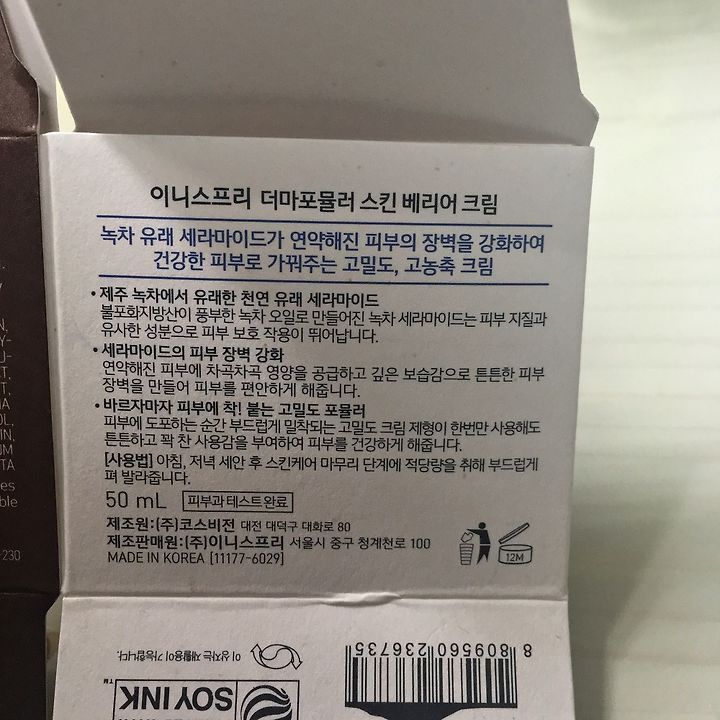 이니스프리 더마포뮬러 스킨 베리어 크림
녹차 유래 세라마이드가 연약해진 피부의 장벽을 강화하여
건강한 피부로 가꿔주는 고밀도, 고농축 크림
• 제주 녹차에서 유래한 천연 유래 세라마이드
불포화지방산이 풍부한 녹차 오일로 만들어진 녹차 세라마이드는 피부 지질과
유사한 성분으로 피부 보호 작용이 뛰어납니다.
• 세라마이드의 피부 장벽 강화
연약해진 피부에 차곡차곡 영양을 공급하고 깊은 보습감으로 튼튼한 피부
장벽을 만들어 피부를 편안하게 해줍니다.
• 바르자마자 피부에 착! 붙는 고밀도 포뮬러
피부에 도포하는 순간 부드럽게 밀착되는 고밀도 크림 제형이 한번만 사용해도
튼튼하고 꽉 찬 사용감을 부여하여 피부를 건강하게 해줍니다.
[사용법] 아침, 저녁 세안 후 스킨케어 마무리 단계에 적당량을 취해 부드럽게
펴 발라줍니다.
50 mL 피부과 테스트 완료
제조원:(주)코스비전 대전 대덕구 대화로 80
제조판매원:(주)이니스프리 서울시 중구 청계천로 100
MADE IN KOREA [11177-6029]
12M
이 상자는 재활용이 가능합니다.
8 809560 236735
SOY INK
TM
-230